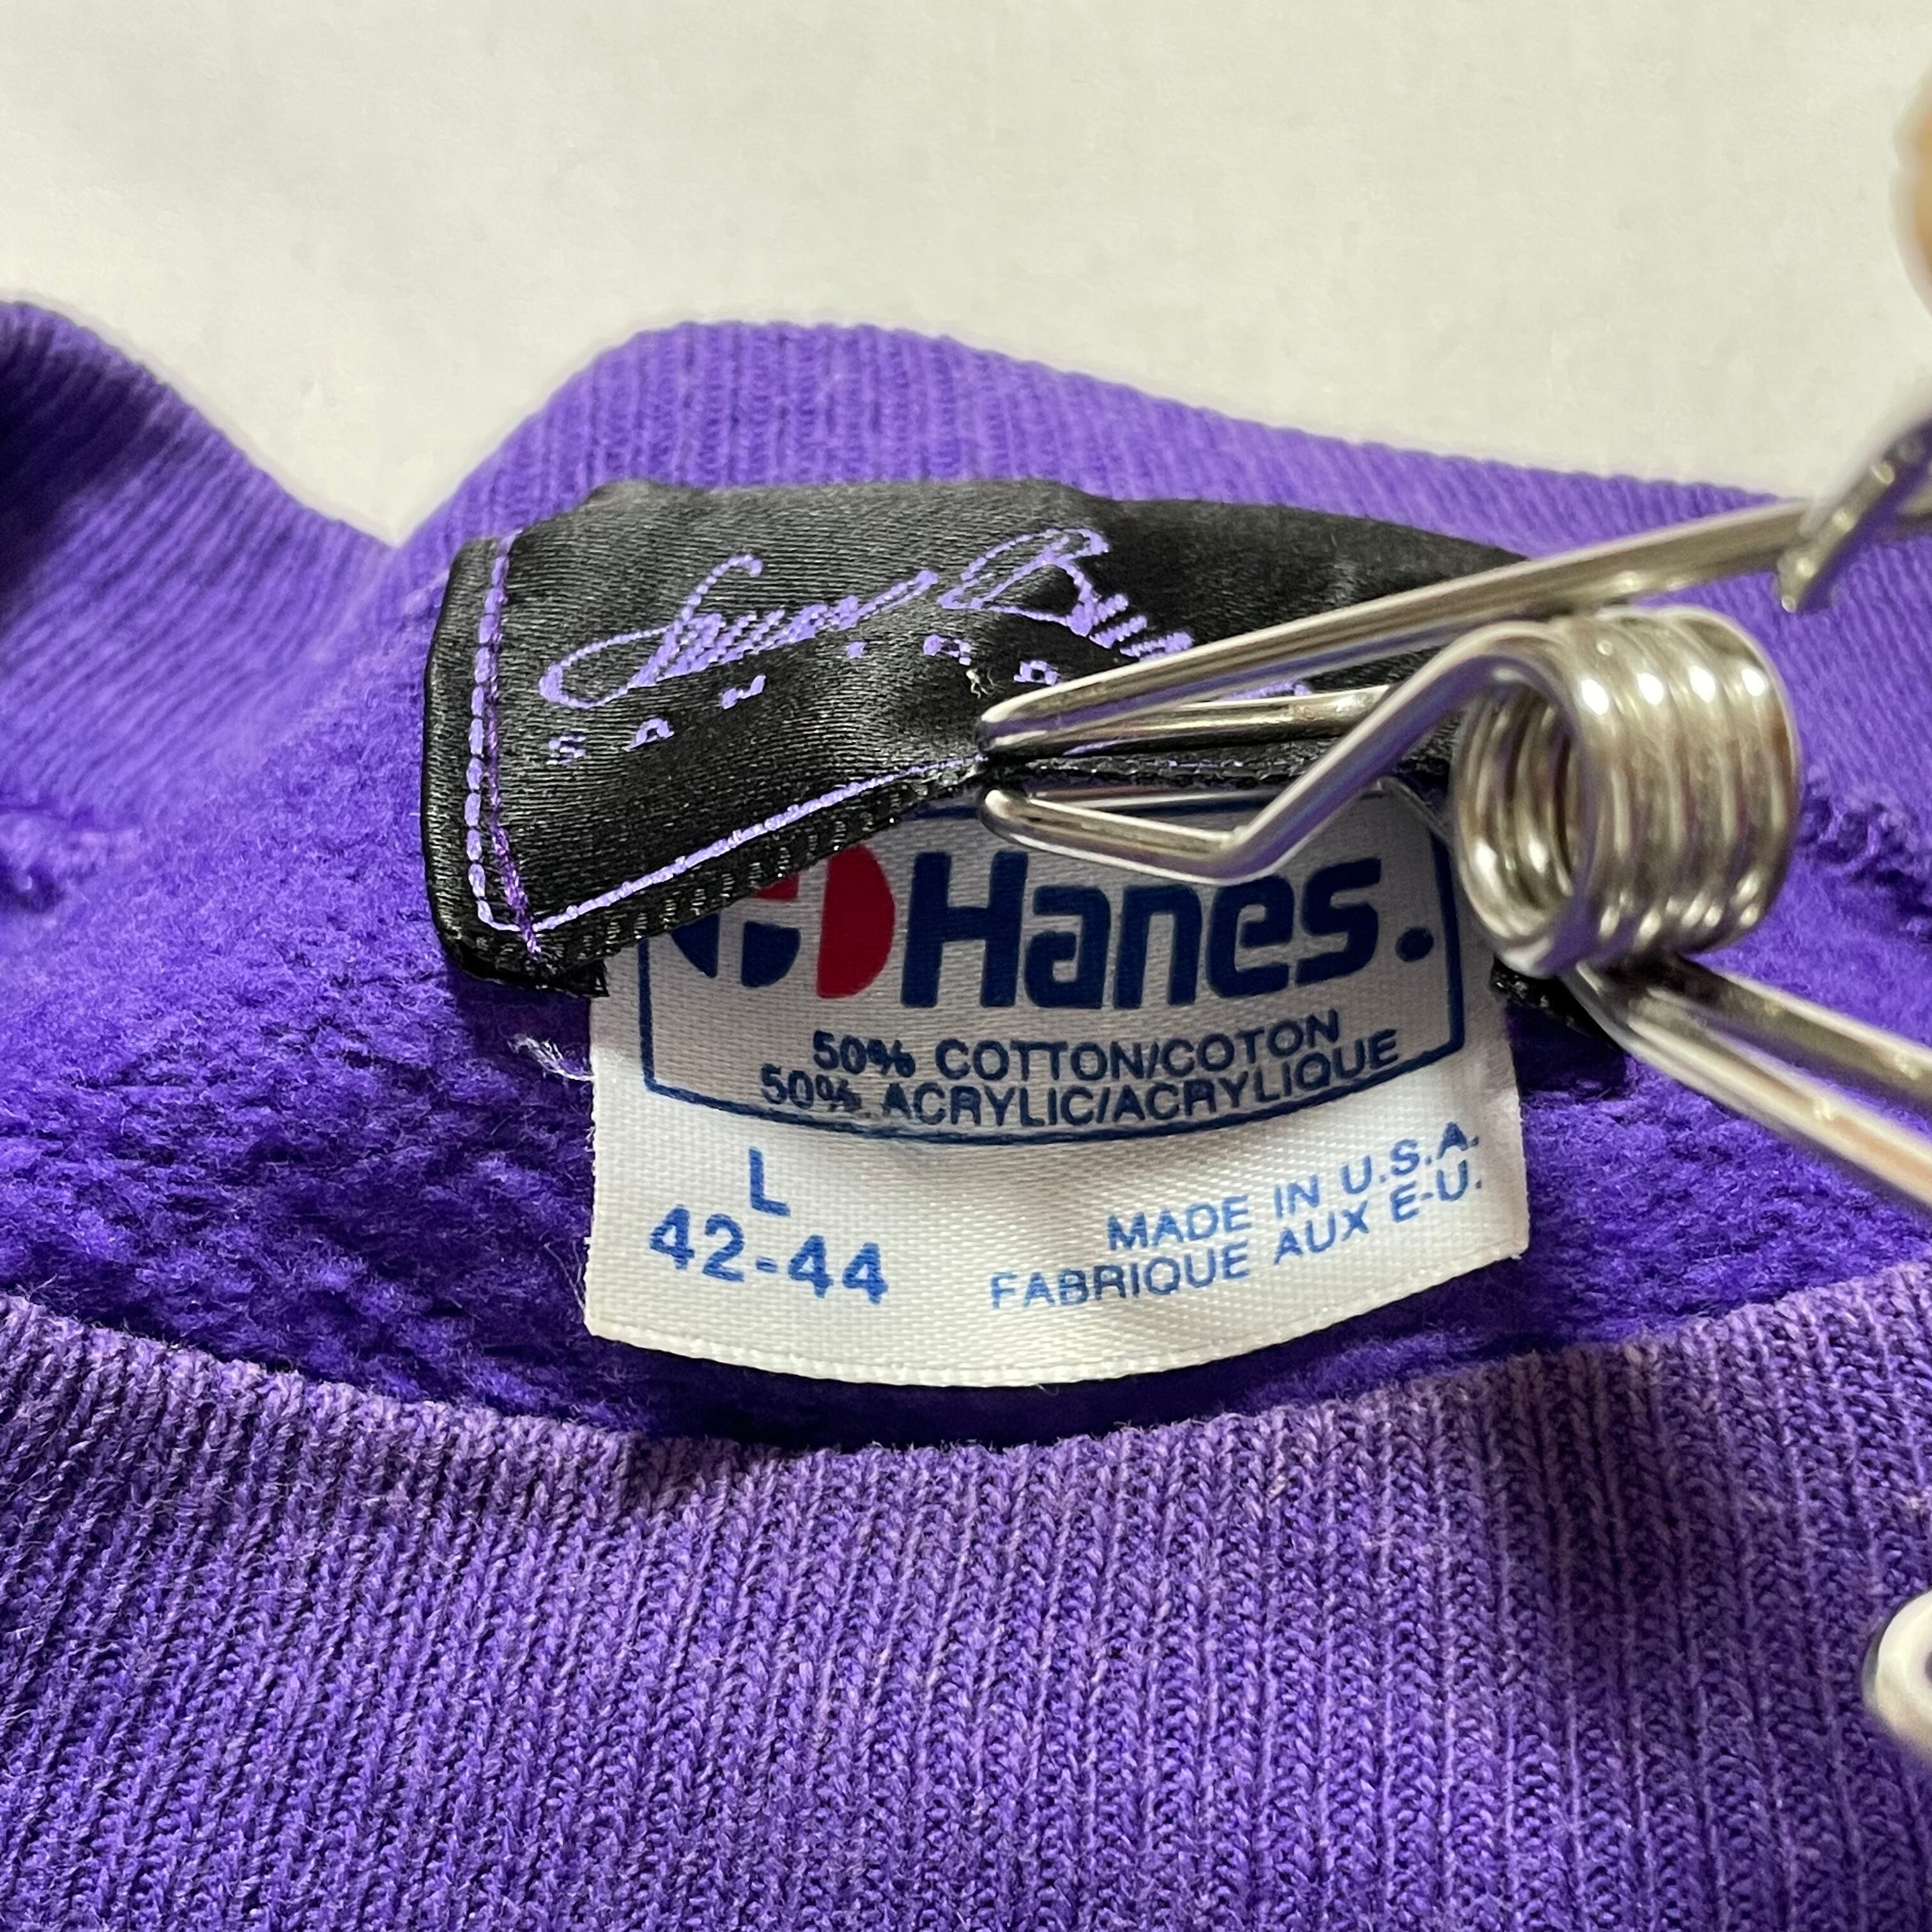 Hanes.
50% COTTON/COTON
50% ACRYLIC/ACRYLIQUE
L
42-44
MADE IN U.S.A.
FABRIQUE AUX E-U.